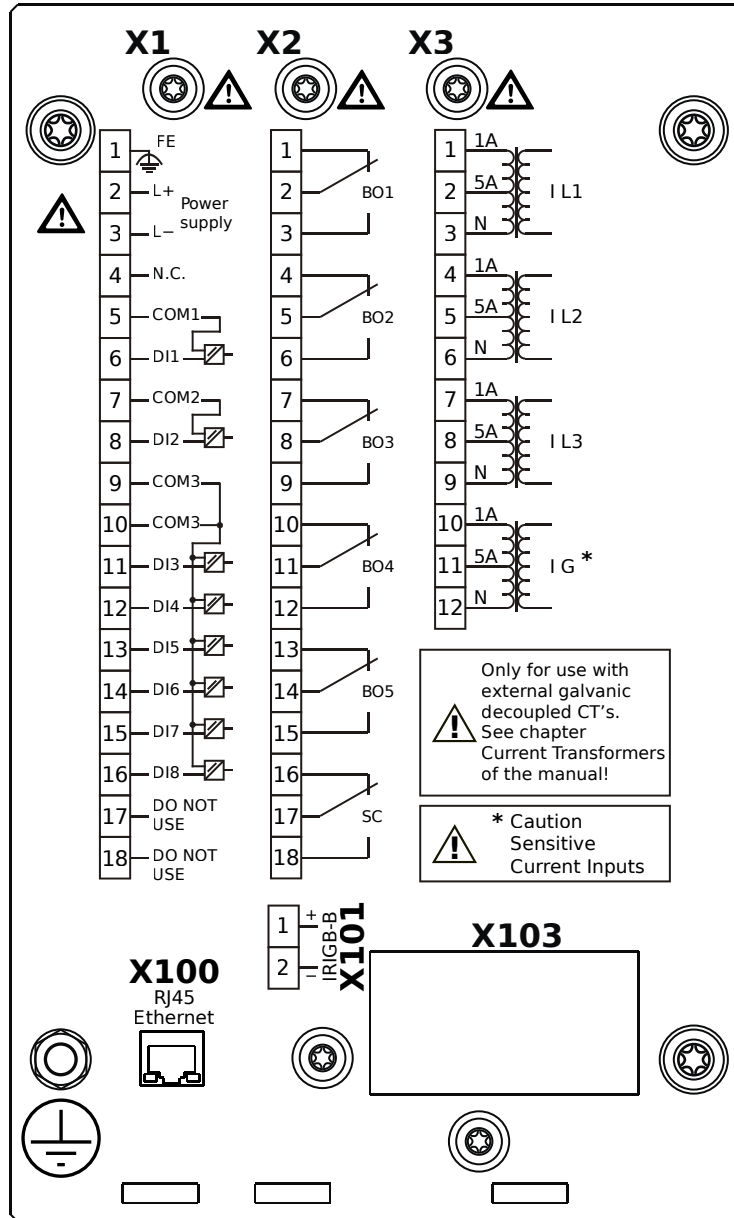 X1
X2
X3
1 FE
2 L+
Power
supply
3 L−
4 N.C.
5 COM1
6 DI1
7 COM2
8 DI2
9 COM3
10 COM3
11 DI3
12 DI4
13 DI5
14 DI6
15 DI7
16 DI8
17 DO NOT
USE
18 DO NOT
USE
1
2 BO1
3
4
5 BO2
6
7
8 BO3
9
10
11 BO4
12
13
14 BO5
15
16
17 SC
18
1 1A
2 5A I L1
3 N
4 1A
5 5A I L2
6 N
7 1A
8 5A I L3
9 N
10 1A
11 5A I G *
12 N
! Only for use with
external galvanic
decoupled CT's.
See chapter
Current Transformers
of the manual!
! * Caution
Sensitive
Current Inputs
1 +
2 −
IRIGB-B
X101
X103
X100
RJ45
Ethernet